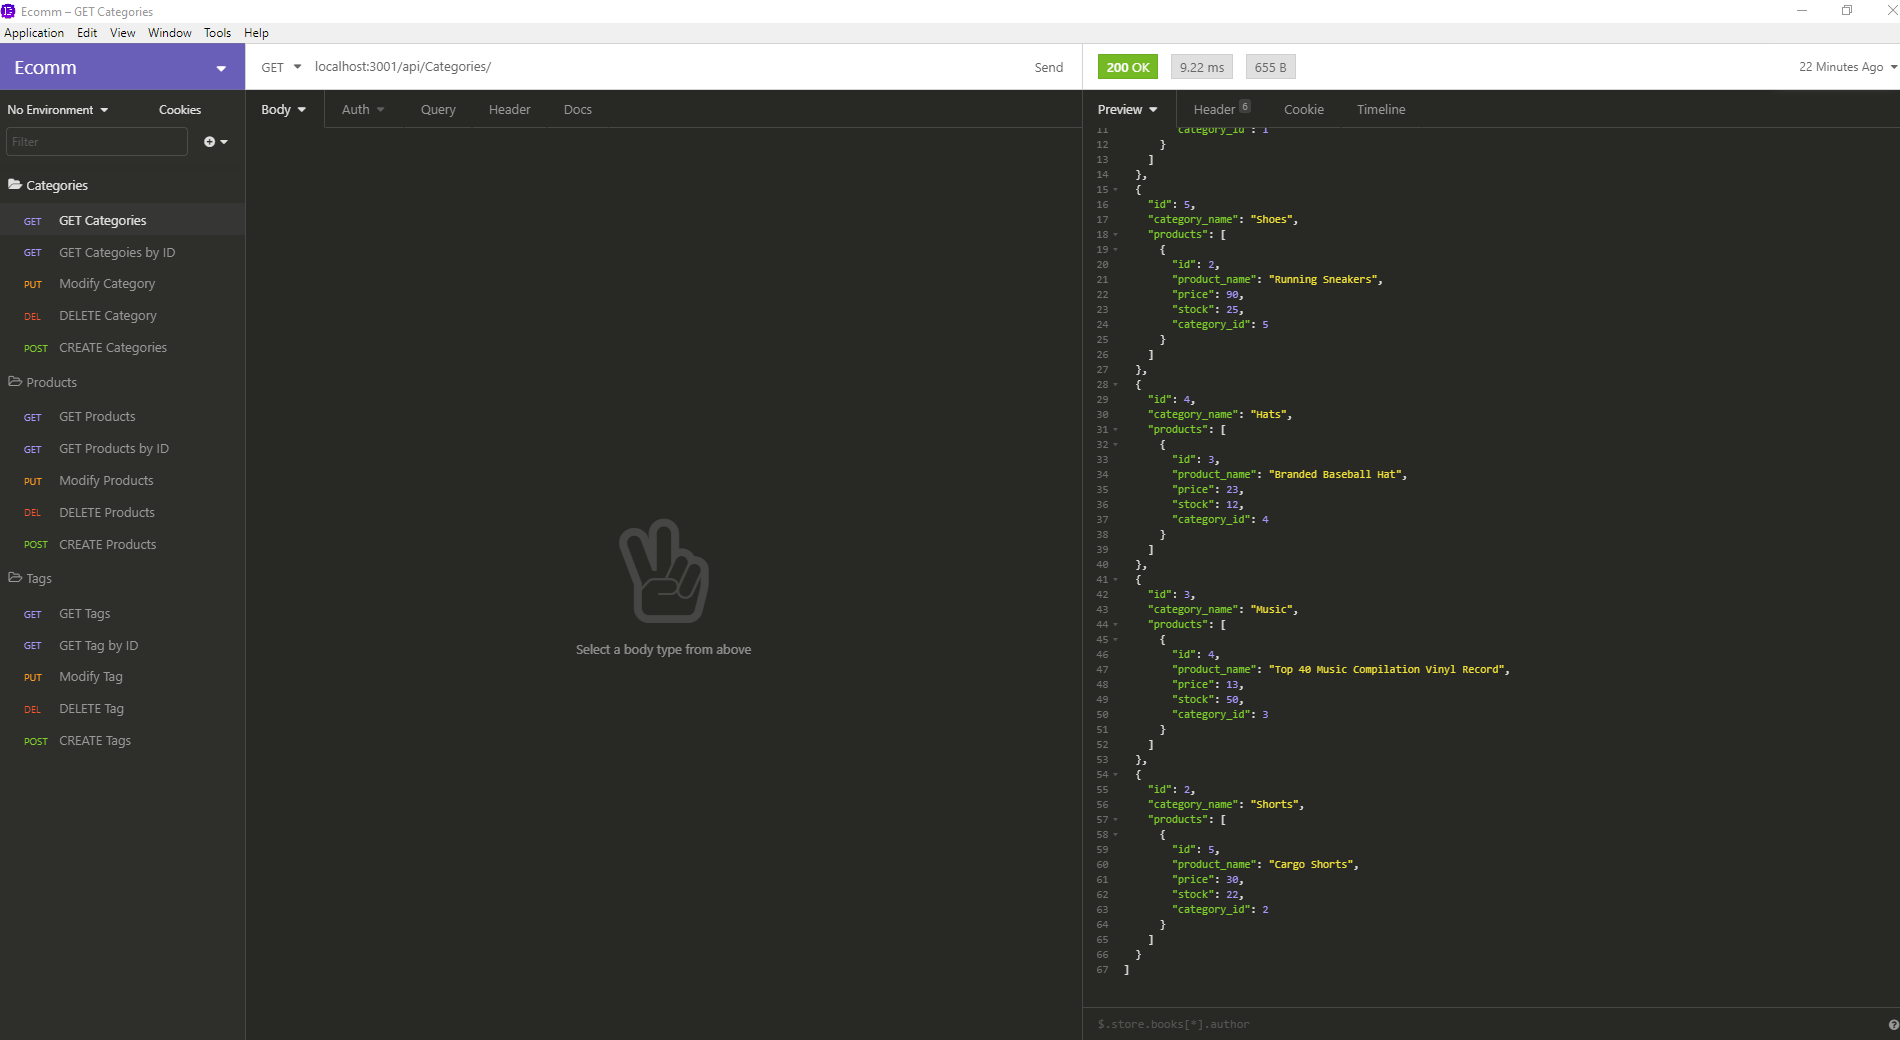 Ecomm – GET Categories
Application Edit View Window Tools Help
Ecomm
GET localhost:3001/api/Categories/ Send
200 OK 9.22 ms 655 B 22 Minutes Ago
No Environment Cookies
Body Auth Query Header Docs
Preview Header 6 Cookie Timeline
Filter
Categories
GET GET Categories
GET GET Categoies by ID
PUT Modify Category
DEL DELETE Category
POST CREATE Categories
Products
GET GET Products
GET GET Products by ID
PUT Modify Products
DEL DELETE Products
POST CREATE Products
Tags
GET GET Tags
GET GET Tag by ID
PUT Modify Tag
DEL DELETE Tag
POST CREATE Tags
Select a body type from above
11 "category_id": 1
12 }
13 ]
14 },
15 {
16 "id": 5,
17 "category_name": "Shoes",
18 "products": [
19 {
20 "id": 2,
21 "product_name": "Running Sneakers",
22 "price": 90,
23 "stock": 25,
24 "category_id": 5
25 }
26 ]
27 },
28 {
29 "id": 4,
30 "category_name": "Hats",
31 "products": [
32 {
33 "id": 3,
34 "product_name": "Branded Baseball Hat",
35 "price": 23,
36 "stock": 12,
37 "category_id": 4
38 }
39 ]
40 },
41 {
42 "id": 3,
43 "category_name": "Music",
44 "products": [
45 {
46 "id": 4,
47 "product_name": "Top 40 Music Compilation Vinyl Record",
48 "price": 13,
49 "stock": 50,
50 "category_id": 3
51 }
52 ]
53 },
54 {
55 "id": 2,
56 "category_name": "Shorts",
57 "products": [
58 {
59 "id": 5,
60 "product_name": "Cargo Shorts",
61 "price": 30,
62 "stock": 22,
63 "category_id": 2
64 }
65 ]
66 }
67 ]
$.store.books[*].author